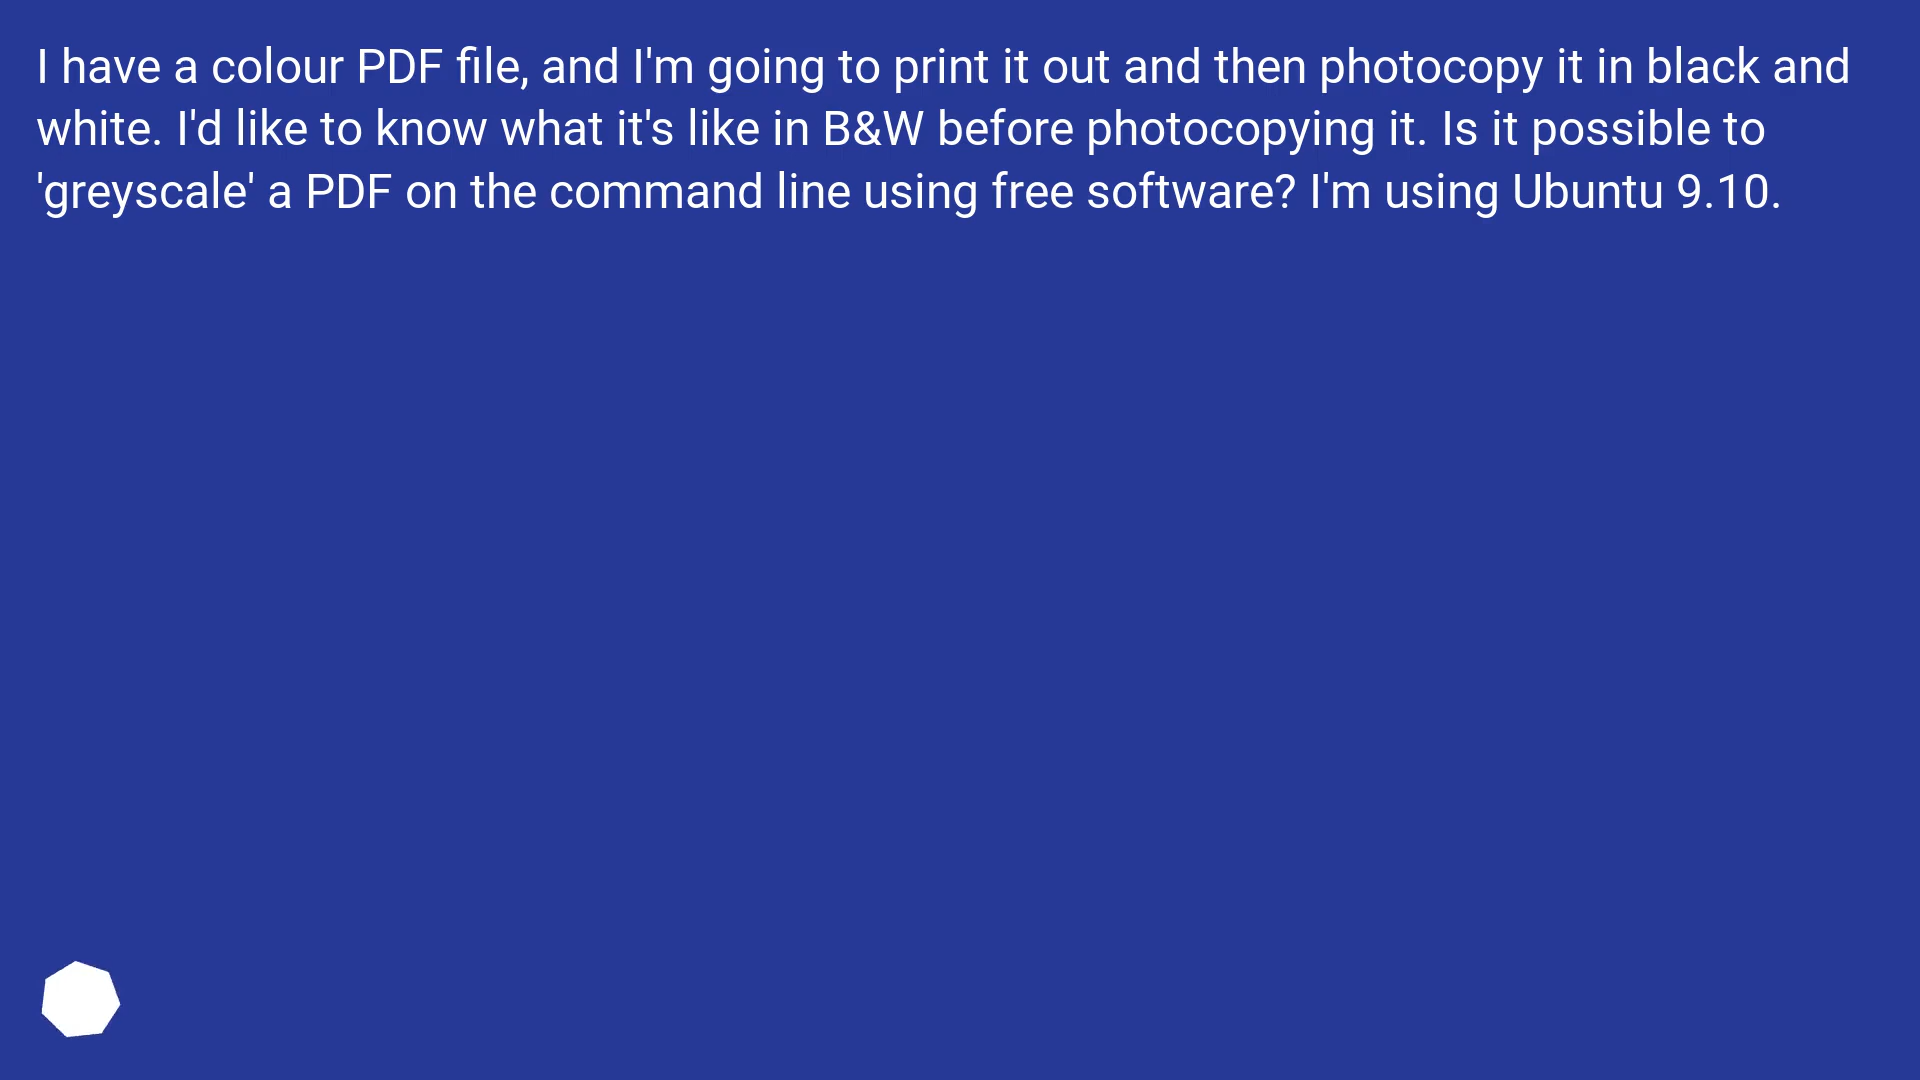 I have a colour PDF file, and I'm going to print it out and then photocopy it in black and
white. I'd like to know what it's like in B&W before photocopying it. Is it possible to
'greyscale' a PDF on the command line using free software? I'm using Ubuntu 9.10.